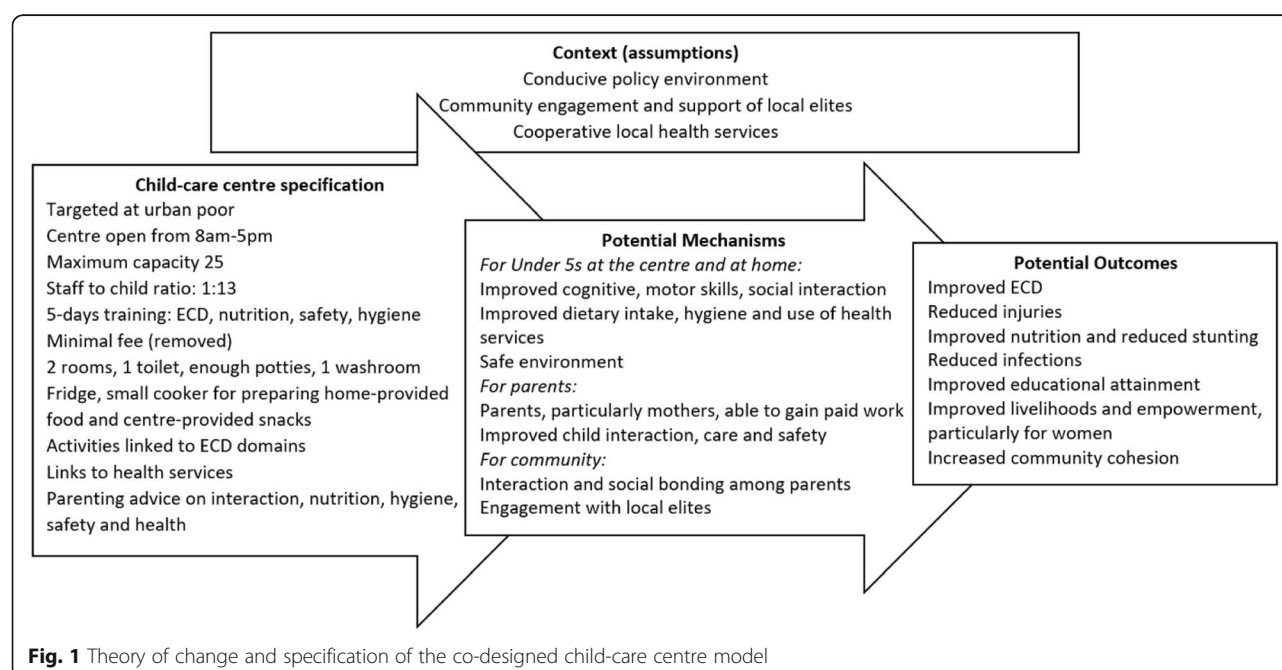 Context (assumptions)
Conducive policy environment
Community engagement and support of local elites
Cooperative local health services
Child-care centre specification
Targeted at urban poor
Centre open from 8am-5pm
Maximum capacity 25
Staff to child ratio: 1:13
5-days training: ECD, nutrition, safety, hygiene
Minimal fee (removed)
2 rooms, 1 toilet, enough potties, 1 washroom
Fridge, small cooker for preparing home-provided
food and centre-provided snacks
Activities linked to ECD domains
Links to health services
Parenting advice on interaction, nutrition, hygiene,
safety and health
Potential Mechanisms
For Under 5s at the centre and at home:
Improved cognitive, motor skills, social interaction
Improved dietary intake, hygiene and use of health
services
Safe environment
For parents:
Parents, particularly mothers, able to gain paid work
Improved child interaction, care and safety
For community:
Interaction and social bonding among parents
Engagement with local elites
Potential Outcomes
Improved ECD
Reduced injuries
Improved nutrition and reduced stunting
Reduced infections
Improved educational attainment
Improved livelihoods and empowerment,
particularly for women
Increased community cohesion
Fig. 1 Theory of change and specification of the co-designed child-care centre model